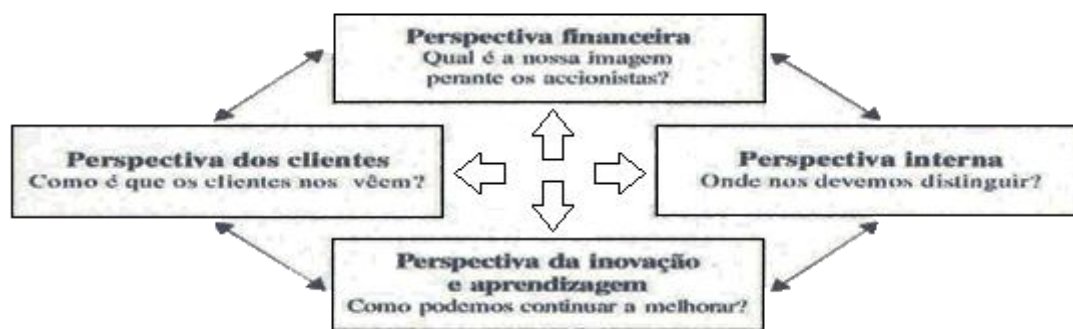 Perspectiva financeira
Qual é a nossa imagem
perante os accionistas?
Perspectiva dos clientes
Como é que os clientes nos vêem?
Perspectiva interna
Onde nos devemos distinguir?
Perspectiva da inovação
e aprendizagem
Como podemos continuar a melhorar?